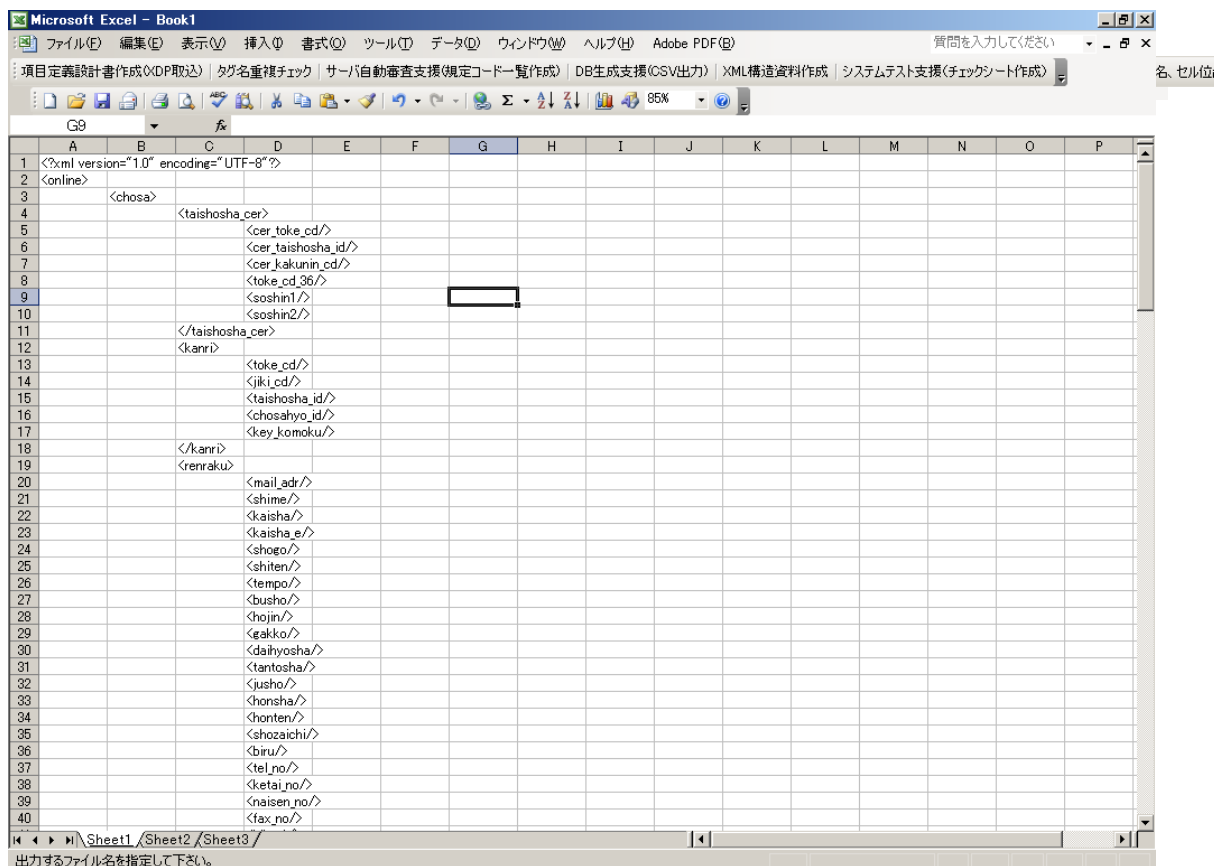 Microsoft Excel - Book1
ファイル(F) 編集(E) 表示(V) 挿入(I) 書式(O) ツール(T) データ(D) ウィンドウ(W) ヘルプ(H) Adobe PDF(B) 質問を入力してください
項目定義設計書作成(XDP取込) タグ名重複チェック サーバ自動審査支援(規定コード一覧作成) DB生成支援(CSV出力) XML構造資料作成 システムテスト支援(チェックシート作成)
名、セル位
85%
G9 fx
A B C D E F G H I J K L M N O P
1 <?xml version="1.0" encoding="UTF-8"?>
2 <online>
3 <chosa>
4 <taishosha_cer>
5 <cer_toke_cd/>
6 <cer_taishosha_id/>
7 <cer_kakunin_cd/>
8 <toke_cd_36/>
9 <soshin1/>
10 <soshin2/>
11 </taishosha_cer>
12 <kanri>
13 <toke_cd/>
14 <jiki_cd/>
15 <taishosha_id/>
16 <chosahyo_id/>
17 <key_komoku/>
18 </kanri>
19 <renraku>
20 <mail_adr/>
21 <shime/>
22 <kaisha/>
23 <kaisha_e/>
24 <shogo/>
25 <shiten/>
26 <tempo/>
27 <busho/>
28 <hojin/>
29 <gakko/>
30 <daihyosha/>
31 <tantosha/>
32 <jusho/>
33 <honsha/>
34 <honten/>
35 <shozaichi/>
36 <biru/>
37 <tel_no/>
38 <ketai_no/>
39 <naisen_no/>
40 <fax_no/>
Sheet1 Sheet2 Sheet3
出力するファイル名を指定して下さい。